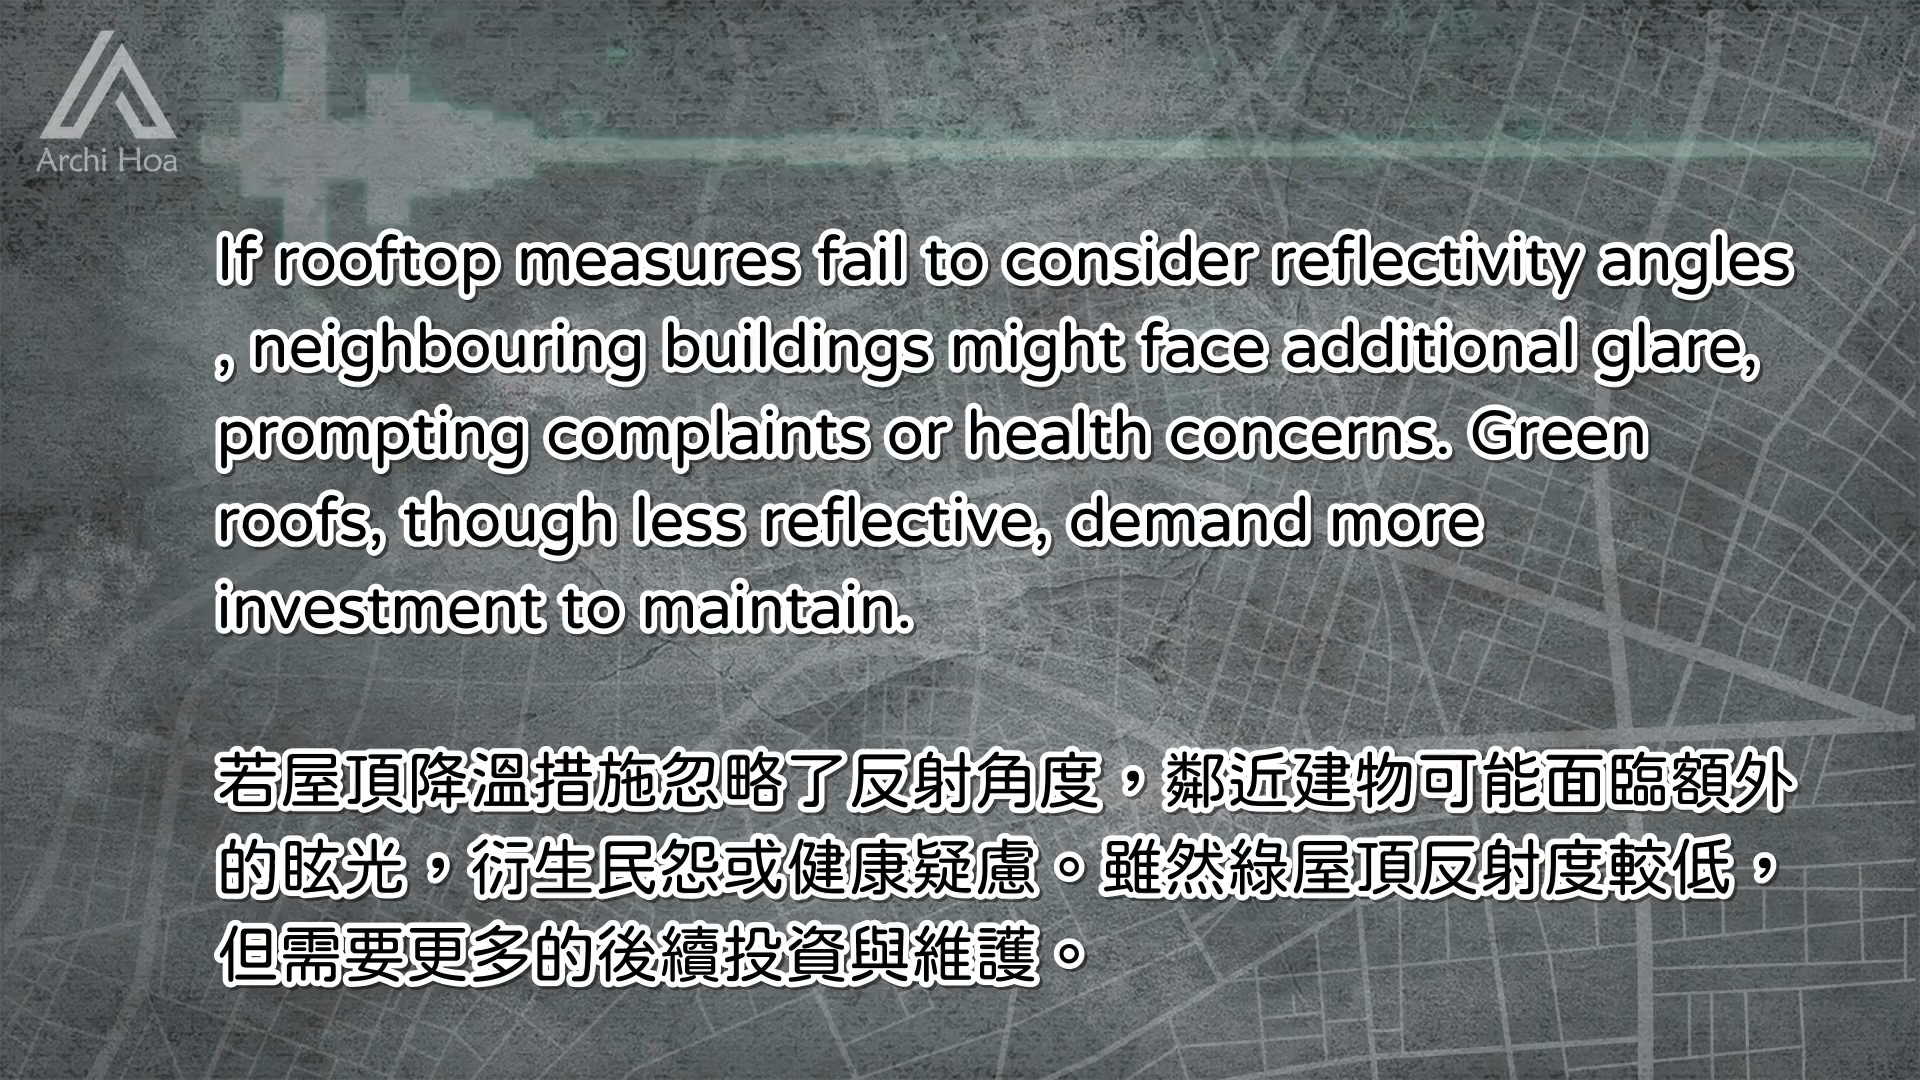 Archi Hoa
If rooftop measures fail to consider reflectivity angles
, neighbouring buildings might face additional glare,
prompting complaints or health concerns. Green
roofs, though less reflective, demand more
investment to maintain.
若屋頂降溫措施忽略了反射角度，鄰近建物可能面臨額外
的眩光，衍生民怨或健康疑慮。雖然綠屋頂反射度較低，
但需要更多的後續投資與維護。